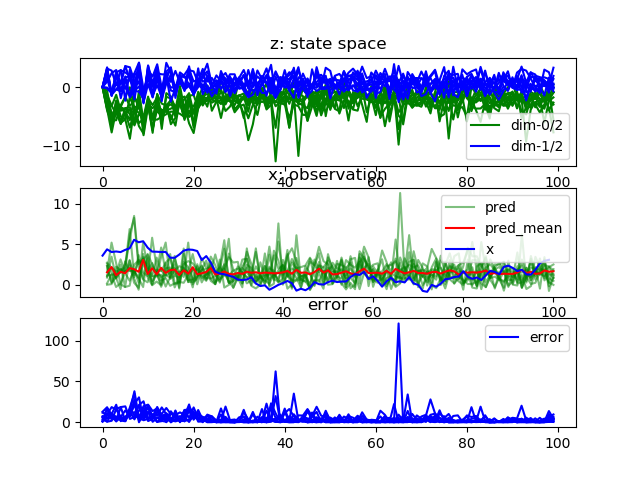 z: state space
0
−10
dim-0/2
dim-1/2
0 20 40 60 80 100
x: observation
10
5
0
pred
pred_mean
x
0 20 40 60 80 100
error
100
50
0
error
0 20 40 60 80 100